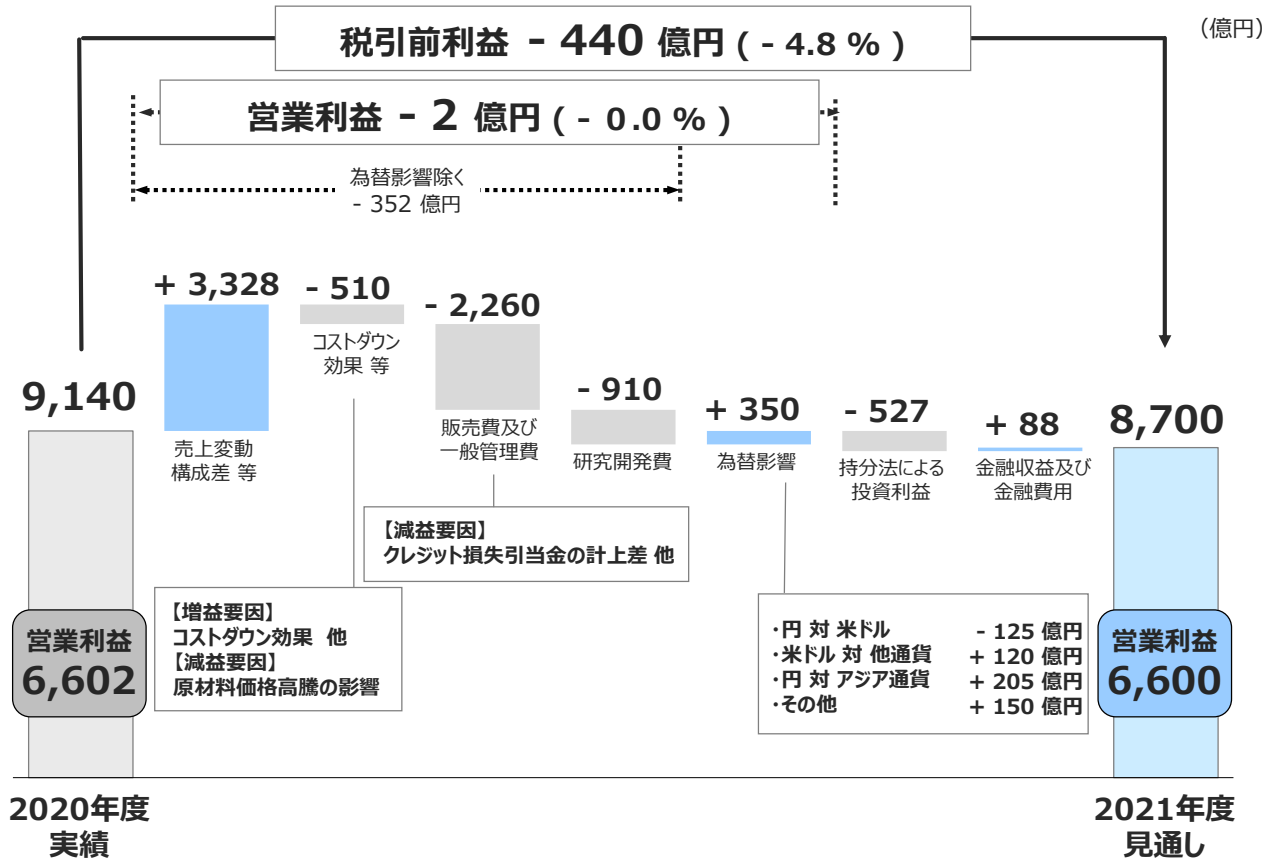 (億円)
税引前利益 - 440 億円 ( - 4.8 % )
営業利益 - 2 億円 ( - 0.0 % )
為替影響除く
- 352 億円
9,140
+ 3,328
売上変動
構成差 等
- 510
コストダウン
効果 等
- 2,260
販売費及び
一般管理費
- 910
研究開発費
+ 350
為替影響
- 527
持分法による
投資利益
+ 88
金融収益及び
金融費用
8,700
【減益要因】
クレジット損失引当金の計上差 他
【増益要因】
コストダウン効果 他
【減益要因】
原材料価格高騰の影響
・円 対 米ドル - 125 億円
・米ドル 対 他通貨 + 120 億円
・円 対 アジア通貨 + 205 億円
・その他 + 150 億円
営業利益
6,602
営業利益
6,600
2020年度
実績
2021年度
見通し